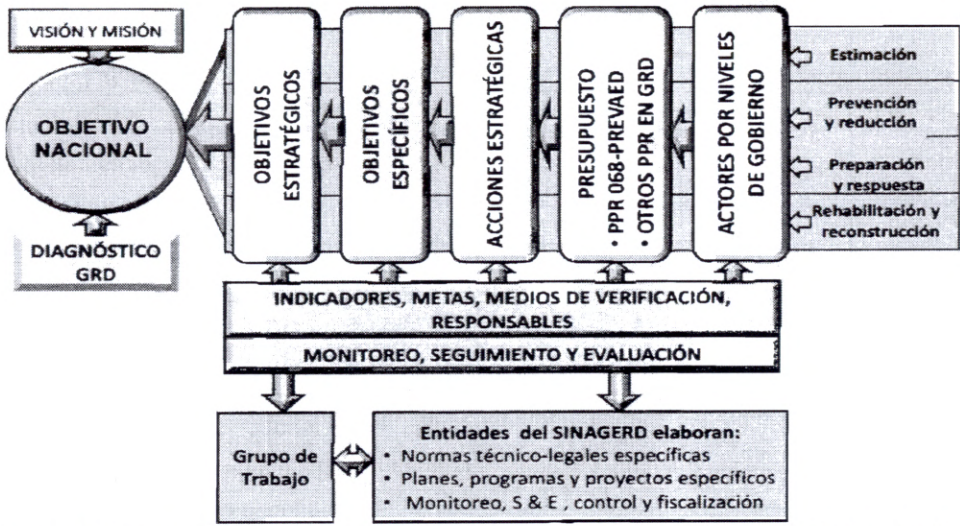 VISIÓN Y MISIÓN
OBJETIVO
NACIONAL
DIAGNÓSTICO
GRD
OBJETIVOS
ESTRATÉGICOS
OBJETIVOS
ESPECÍFICOS
ACCIONES ESTRATÉGICAS
PRESUPUESTO
• PPR 068-PREVAED
• OTROS PPR EN GRD
ACTORES POR NIVELES
DE GOBIERNO
Estimación
Prevención
y reducción
Preparación
y respuesta
Rehabilitación y
reconstrucción
INDICADORES, METAS, MEDIOS DE VERIFICACIÓN,
RESPONSABLES
MONITOREO, SEGUIMIENTO Y EVALUACIÓN
Grupo de
Trabajo
Entidades del SINAGERD elaboran:
• Normas técnico-legales específicas
• Planes, programas y proyectos específicos
• Monitoreo, S & E , control y fiscalización